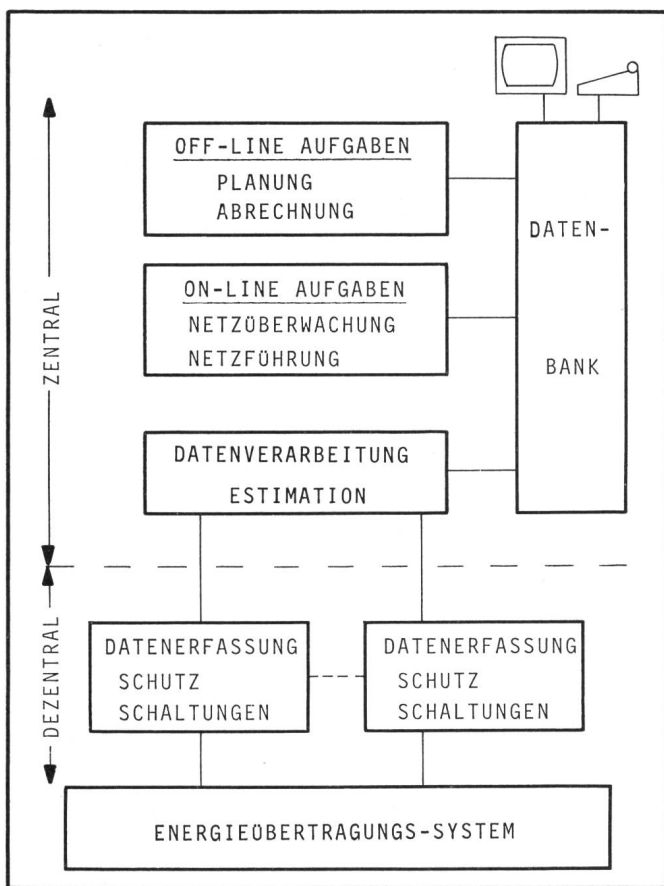 OFF-LINE AUFGABEN
PLANUNG
ABRECHNUNG
DATEN-
ON-LINE AUFGABEN
NETZÜBERWACHUNG
NETZFÜHRUNG
BANK
ZENTRAL
DATENVERARBEITUNG
ESTIMATION
DEZENTRAL
DATENERFASSUNG
SCHUTZ
SCHALTUNGEN
DATENERFASSUNG
SCHUTZ
SCHALTUNGEN
ENERGIEÜBERTRAGUNGS-SYSTEM